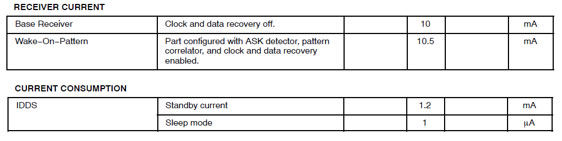 RECEIVER CURRENT
Base Receiver Clock and data recovery off. 10 mA
Wake−On−Pattern Part configured with ASK detector, pattern 10.5 mA
correlator, and clock and data recovery
enabled.
CURRENT CONSUMPTION
IDDS Standby current 1.2 mA
Sleep mode 1 μA